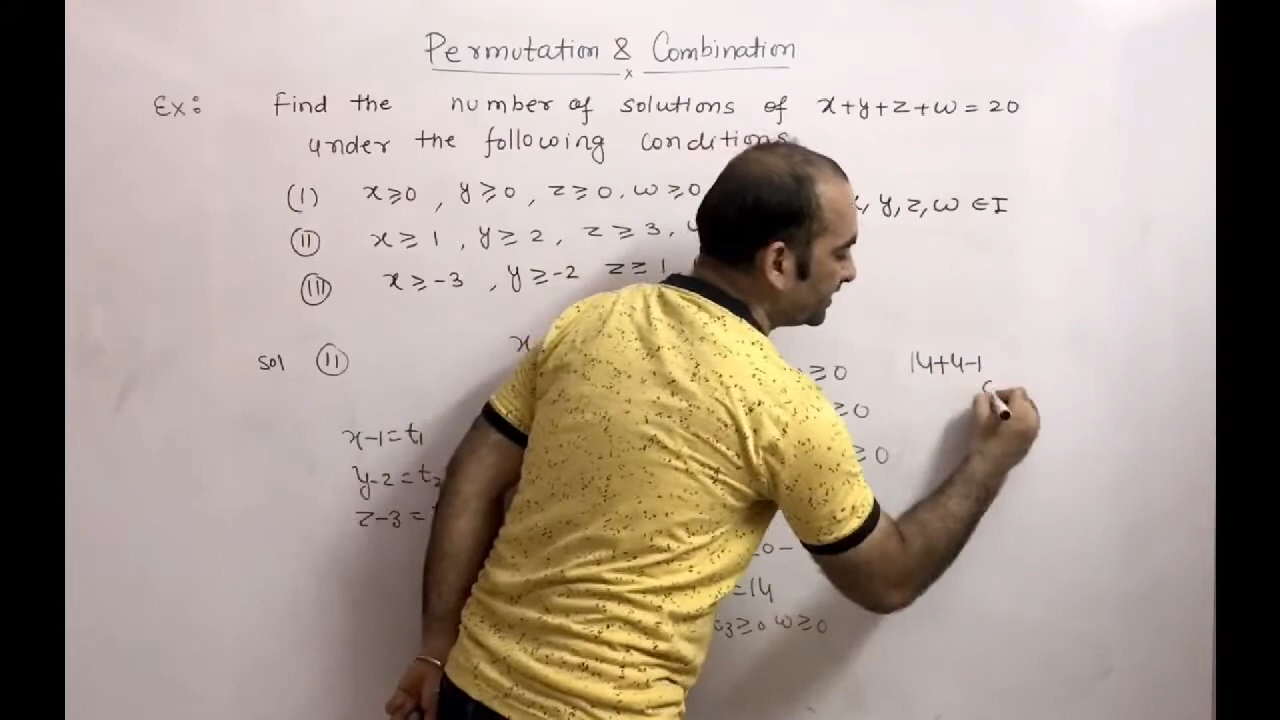 Permutation & Combination
x
Ex: Find the number of solutions of x+y+z+w=20
under the following conditions
(I) x≥0, y≥0, z≥0, w≥0 y, z, w ∈ I
(II) x≥1, y≥2, z≥3,
(III) x≥-3, y≥-2 z≥1
Sol (II) x
≥0 14+4-1
≥0
x-1=t₁
≥0
y-2=t₂
z-3=
0-
=14
≥0 w≥0